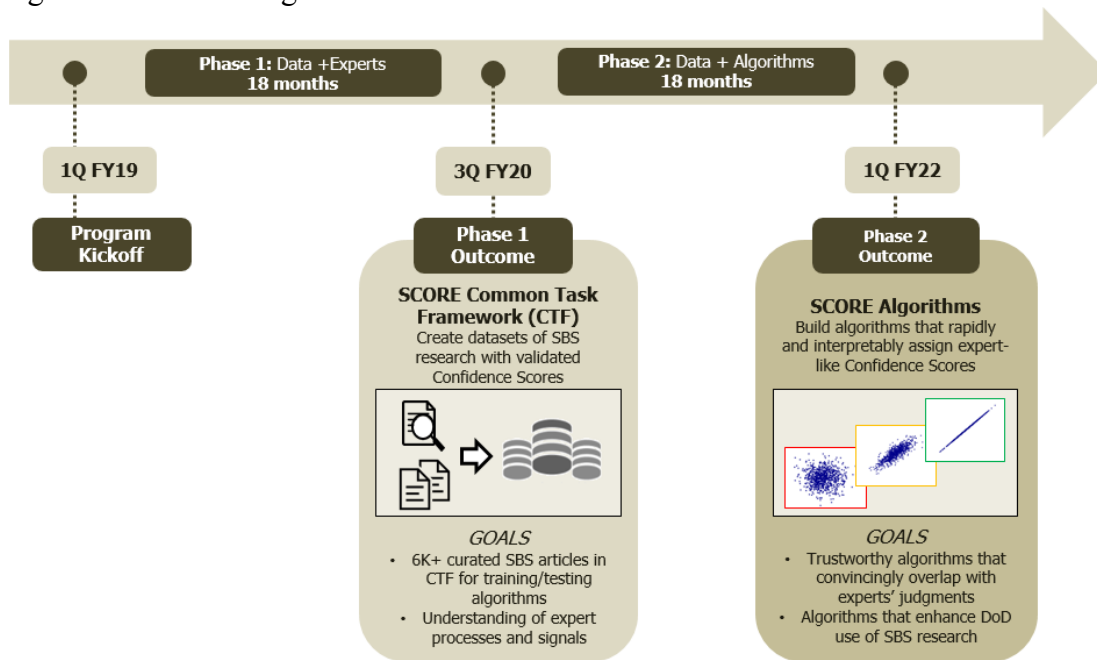 Phase 1: Data +Experts
18 months
Phase 2: Data + Algorithms
18 months
1Q FY19
3Q FY20
1Q FY22
Program
Kickoff
Phase 1
Outcome
SCORE Common Task
Framework (CTF)
Create datasets of SBS
research with validated
Confidence Scores
GOALS
• 6K+ curated SBS articles in
CTF for training/testing
algorithms
• Understanding of expert
processes and signals
Phase 2
Outcome
SCORE Algorithms
Build algorithms that rapidly
and interpretably assign expert-
like Confidence Scores
GOALS
• Trustworthy algorithms that
convincingly overlap with
experts' judgments
• Algorithms that enhance DoD
use of SBS research